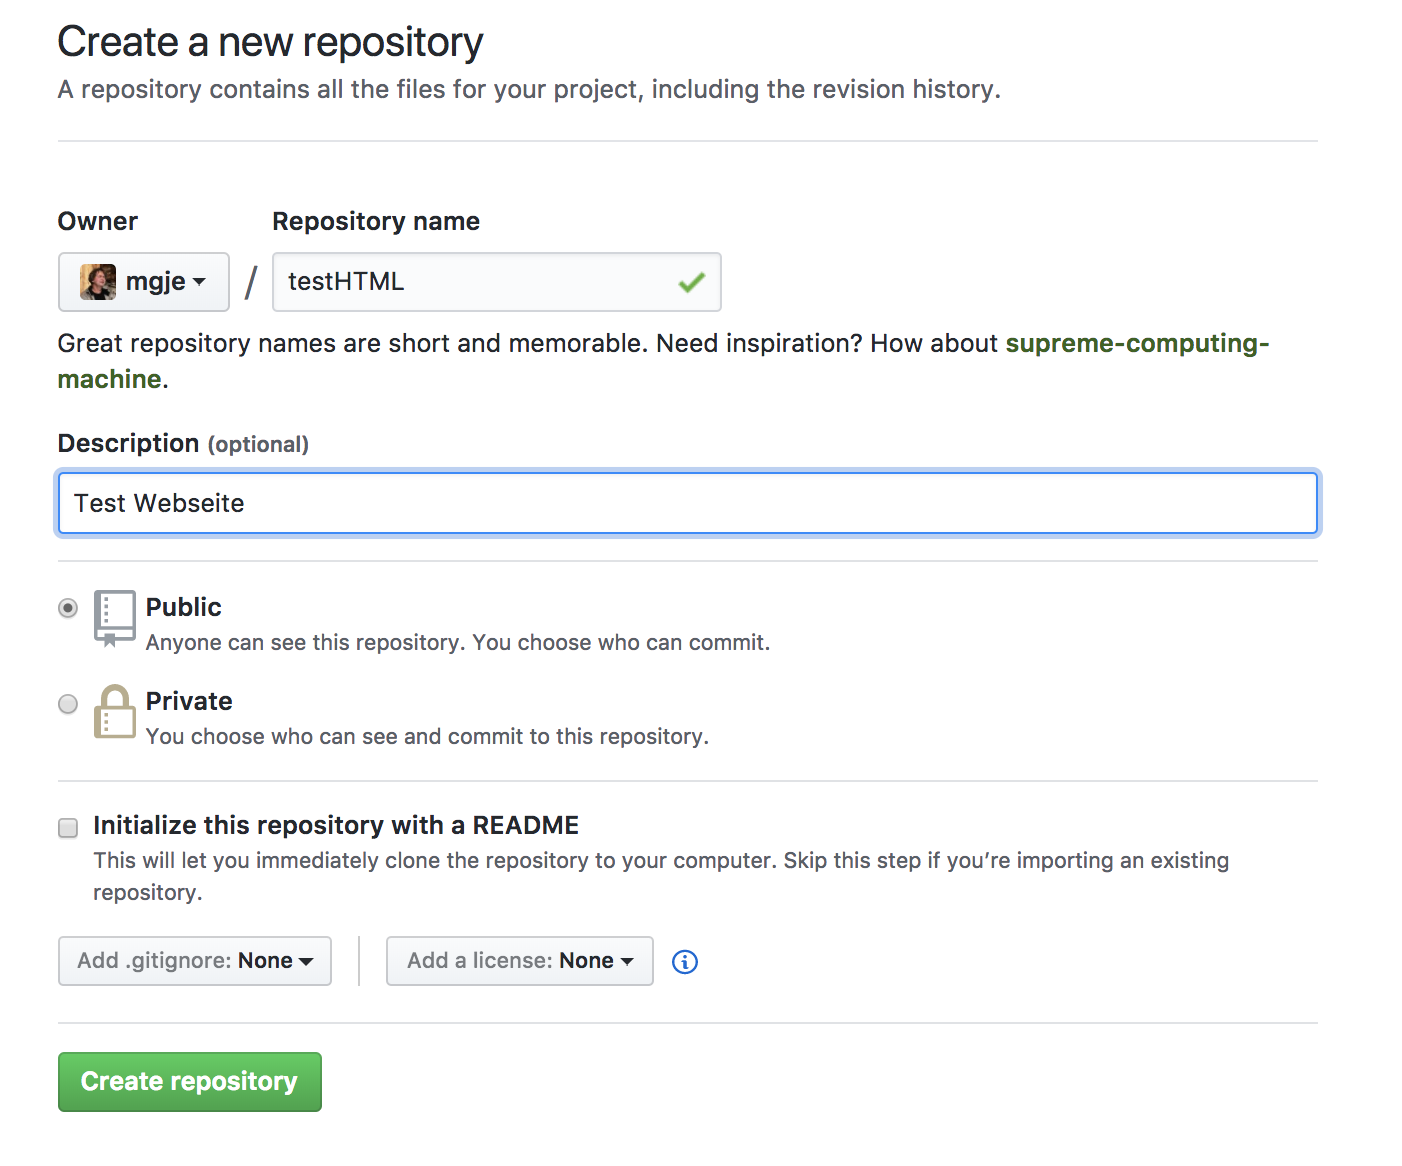 Create a new repository
A repository contains all the files for your project, including the revision history.
Owner
Repository name
mgje / testHTML
Great repository names are short and memorable. Need inspiration? How about supreme-computing-
machine.
Description (optional)
Test Webseite
Public
Anyone can see this repository. You choose who can commit.
Private
You choose who can see and commit to this repository.
Initialize this repository with a README
This will let you immediately clone the repository to your computer. Skip this step if you’re importing an existing
repository.
Add .gitignore: None
Add a license: None
Create repository